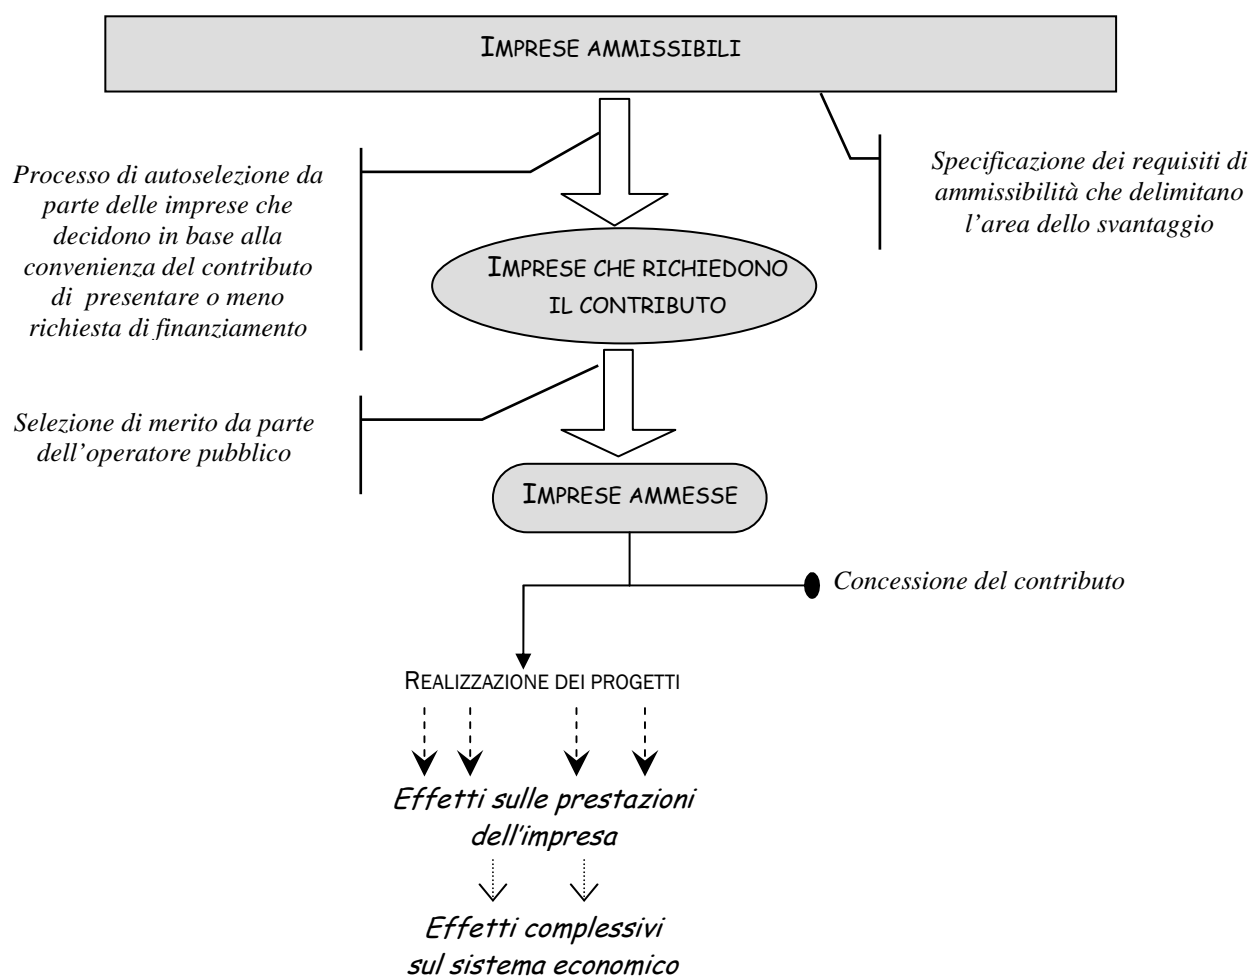 IMPRESE AMMISSIBILI
Processo di autoselezione da
parte delle imprese che
decidono in base alla
convenienza del contributo
di presentare o meno
richiesta di finanziamento
Specificazione dei requisiti di
ammissibilità che delimitano
l'area dello svantaggio
IMPRESE CHE RICHIEDONO
IL CONTRIBUTO
Selezione di merito da parte
dell'operatore pubblico
IMPRESE AMMESSE
Concessione del contributo
REALIZZAZIONE DEI PROGETTI
Effetti sulle prestazioni
dell'impresa
Effetti complessivi
sul sistema economico